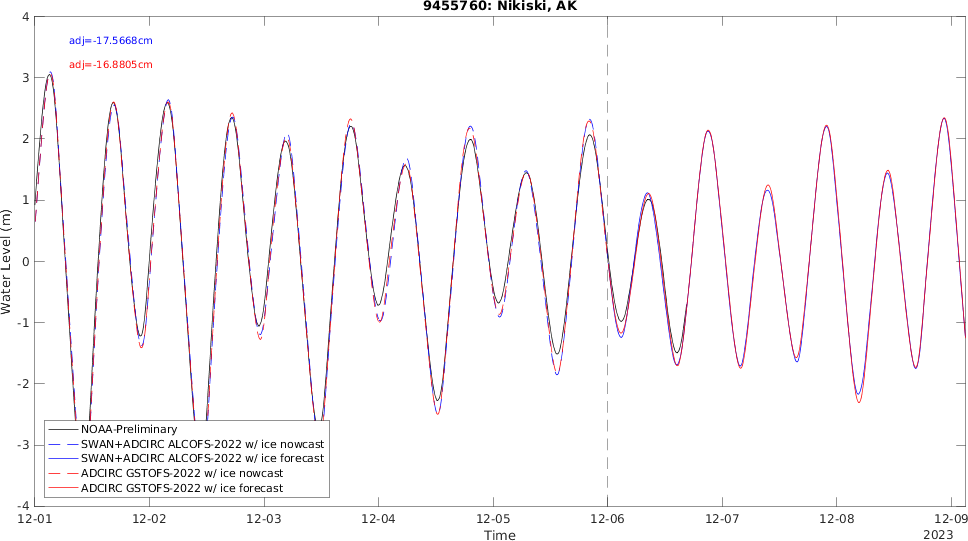 9455760: Nikiski, AK
adj=-17.5668cm
adj=-16.8805cm
4
3
2
1
0
-1
-2
-3
-4
Water Level (m)
NOAA-Preliminary
SWAN+ADCIRC ALCOFS-2022 w/ ice nowcast
SWAN+ADCIRC ALCOFS-2022 w/ ice forecast
ADCIRC GSTOFS-2022 w/ ice nowcast
ADCIRC GSTOFS-2022 w/ ice forecast
12-01 12-02 12-03 12-04 12-05 12-06 12-07 12-08 12-09
Time
2023